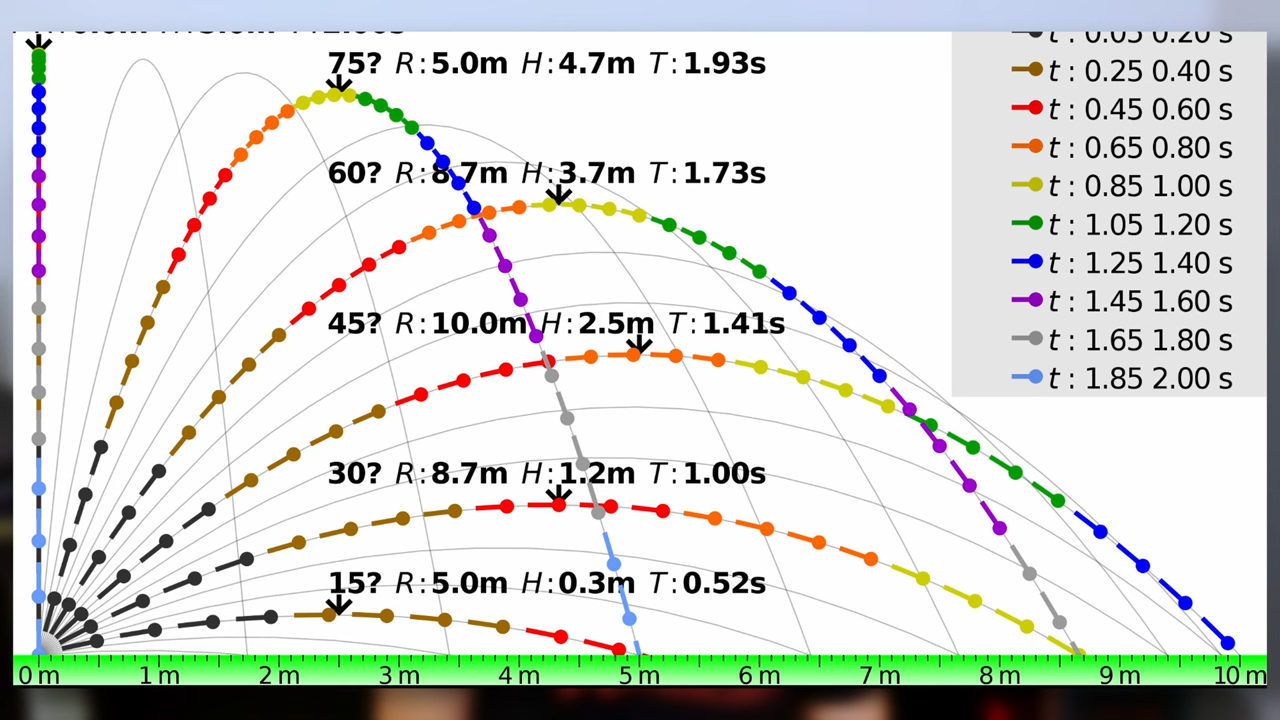 75? R:5.0m H:4.7m T:1.93s
60? R:8.7m H:3.7m T:1.73s
45? R:10.0m H:2.5m T:1.41s
30? R:8.7m H:1.2m T:1.00s
15? R:5.0m H:0.3m T:0.52s
t : 0.05 0.20 s
t : 0.25 0.40 s
t : 0.45 0.60 s
t : 0.65 0.80 s
t : 0.85 1.00 s
t : 1.05 1.20 s
t : 1.25 1.40 s
t : 1.45 1.60 s
t : 1.65 1.80 s
t : 1.85 2.00 s
0 m 1 m 2 m 3 m 4 m 5 m 6 m 7 m 8 m 9 m 10 m